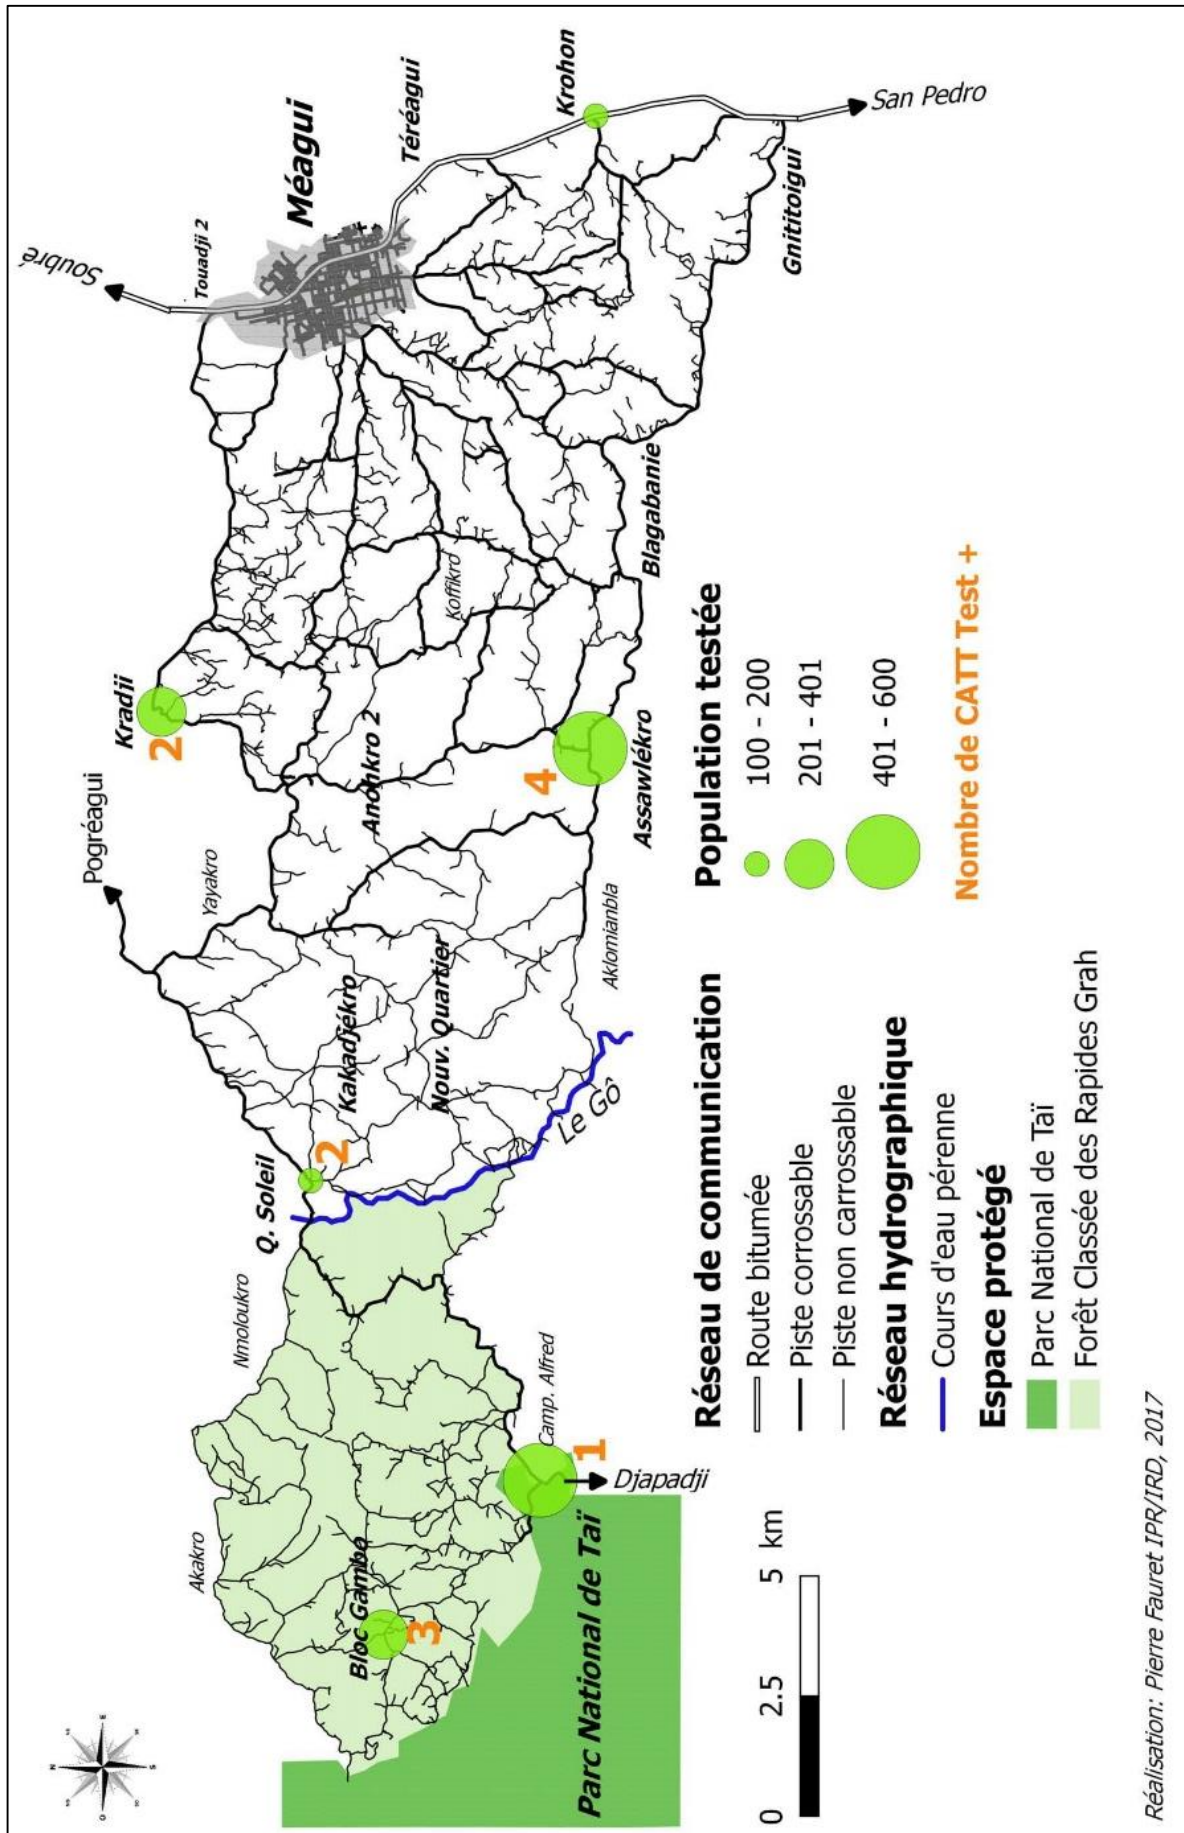 Soubré
Touadji 2
Méagui
Téréagui
Krohon
San Pedro
Gnititoigui
Kradji
2
Pogréagui
Yayakro
Anohkro 2
Koffikro
Blagabanie
4
Assawlékro
Aklomianbla
Kakadjékro
Nouv. Quartier
Q. Soleil
2
Le Gô
Nmoloukro
Akakro
Bloc Gambo
3
Camp. Alfred
1
Djapadji
Parc National de Taï
N
S
0 2.5 5 km
Réseau de communication
Route bitumée
Piste corrossable
Piste non carrossable
Réseau hydrographique
Cours d'eau pérenne
Espace protégé
Parc National de Taï
Forêt Classée des Rapides Grah
Population testée
100 - 200
201 - 401
401 - 600
Nombre de CATT Test +
Réalisation: Pierre Fauret IPR/IRD, 2017